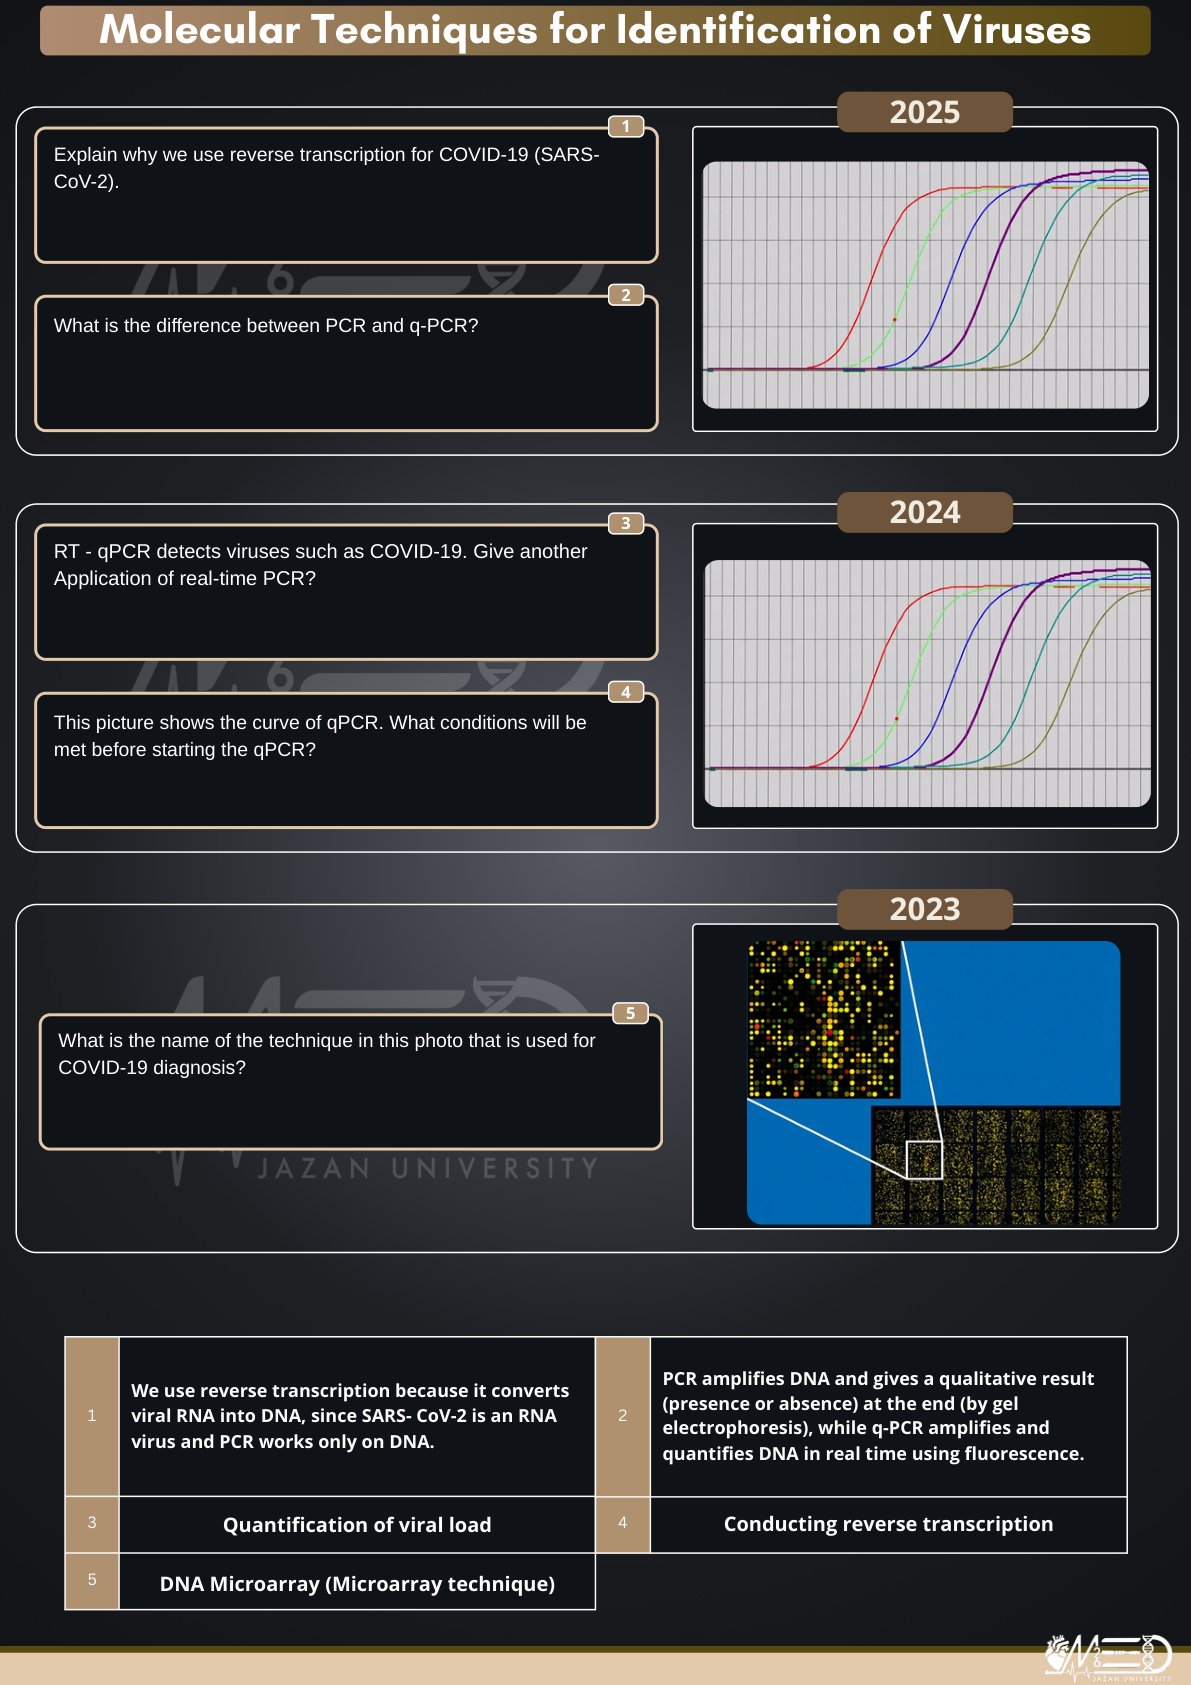 Molecular Techniques for Identification of Viruses
2025
1
Explain why we use reverse transcription for COVID-19 (SARS-
CoV-2).
2
What is the difference between PCR and q-PCR?
2024
3
RT - qPCR detects viruses such as COVID-19. Give another
Application of real-time PCR?
4
This picture shows the curve of qPCR. What conditions will be
met before starting the qPCR?
2023
5
What is the name of the technique in this photo that is used for
COVID-19 diagnosis?
JAZAN UNIVERSITY
1
We use reverse transcription because it converts
viral RNA into DNA, since SARS- CoV-2 is an RNA
virus and PCR works only on DNA.
2
PCR amplifies DNA and gives a qualitative result
(presence or absence) at the end (by gel
electrophoresis), while q-PCR amplifies and
quantifies DNA in real time using fluorescence.
3
Quantification of viral load
4
Conducting reverse transcription
5
DNA Microarray (Microarray technique)
MED
26
JAZAN UNIVERSITY